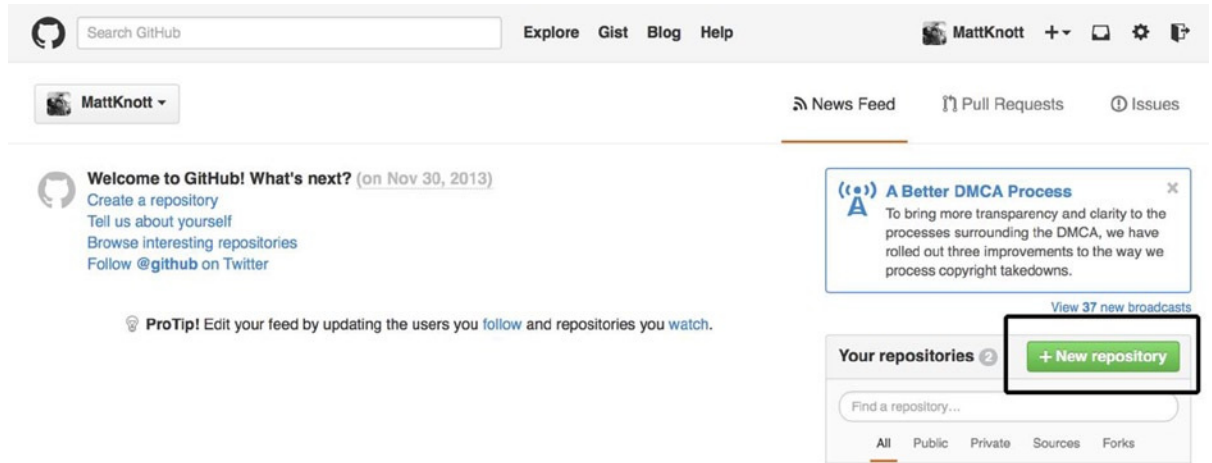 Search GitHub
Explore Gist Blog Help
MattKnott
MattKnott
News Feed
Pull Requests
Issues
Welcome to GitHub! What's next? (on Nov 30, 2013)
Create a repository
Tell us about yourself
Browse interesting repositories
Follow @github on Twitter
ProTip! Edit your feed by updating the users you follow and repositories you watch.
A Better DMCA Process
To bring more transparency and clarity to the
processes surrounding the DMCA, we have
rolled out three improvements to the way we
process copyright takedowns.
View 37 new broadcasts
Your repositories 2
+ New repository
Find a repository...
All Public Private Sources Forks